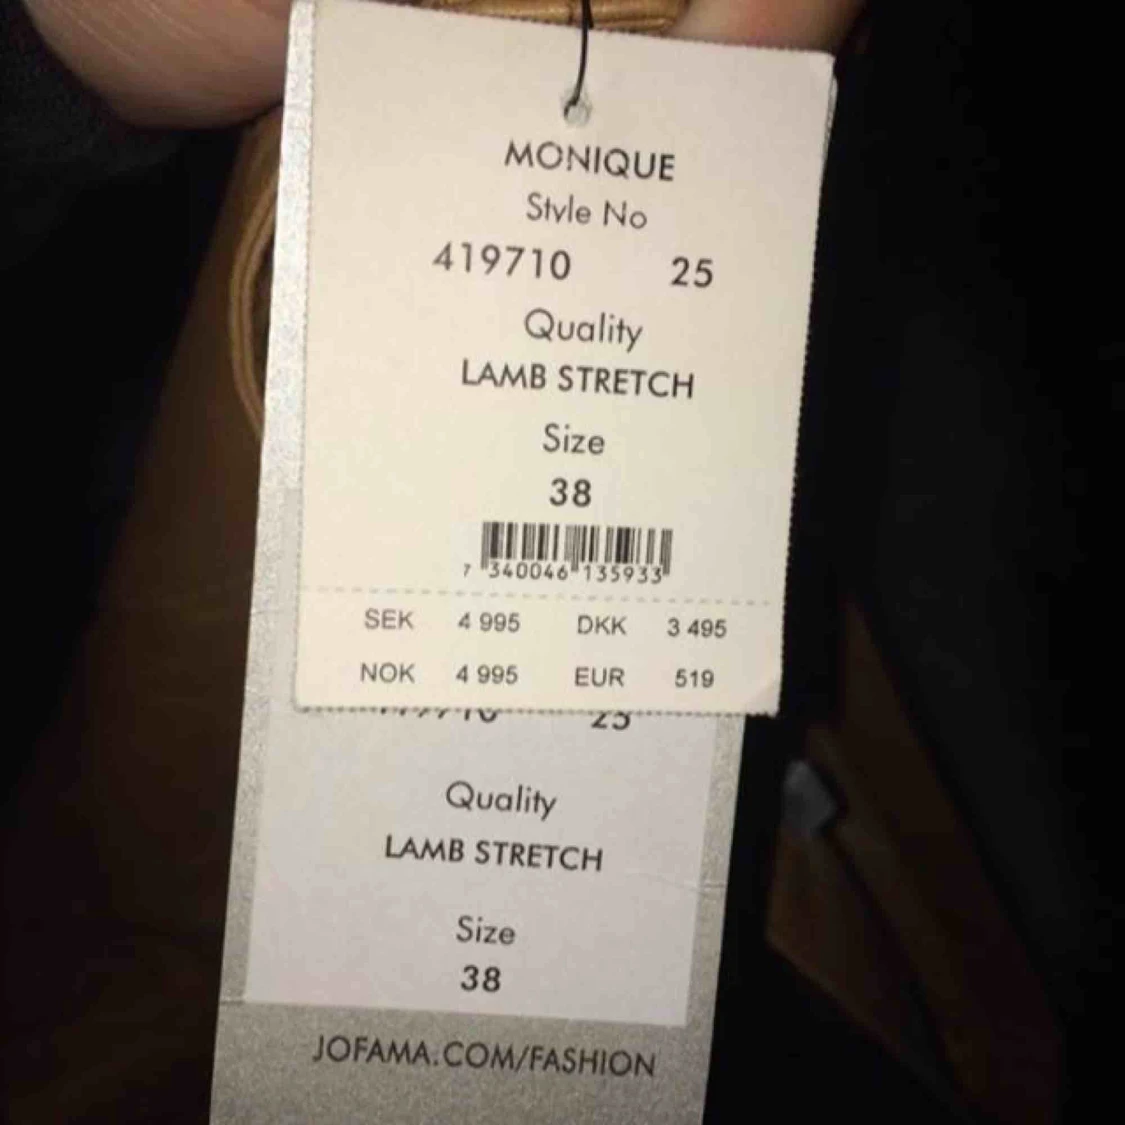 MONIQUE
Style No
419710 25
Quality
LAMB STRETCH
Size
38
7 340046 135933
SEK 4 995 DKK 3 495
NOK 4 995 EUR 519
25
Quality
LAMB STRETCH
Size
38
JOFAMA.COM/FASHION